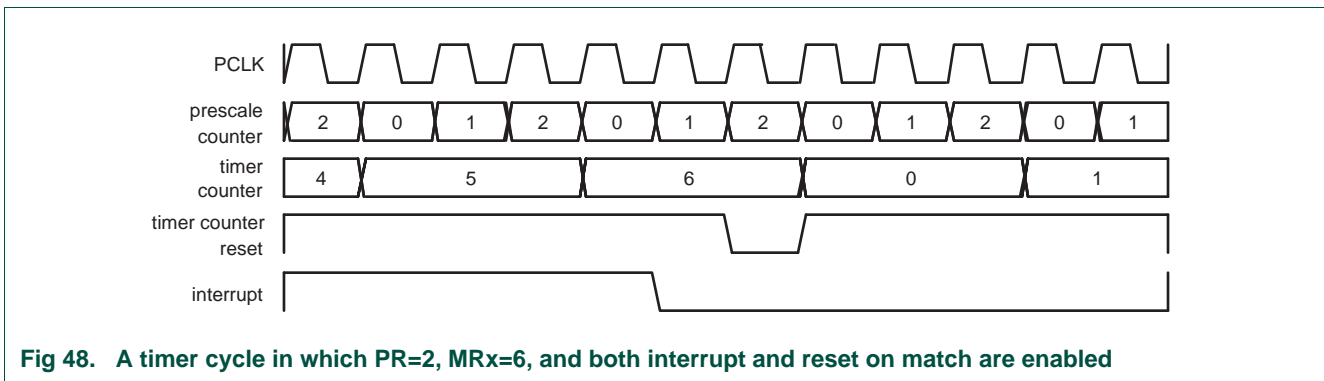 PCLK
prescale
counter
2 0 1 2 0 1 2 0 1 2 0 1
timer
counter
4 5 6 0 1
timer counter
reset
interrupt
Fig 48. A timer cycle in which PR=2, MRx=6, and both interrupt and reset on match are enabled